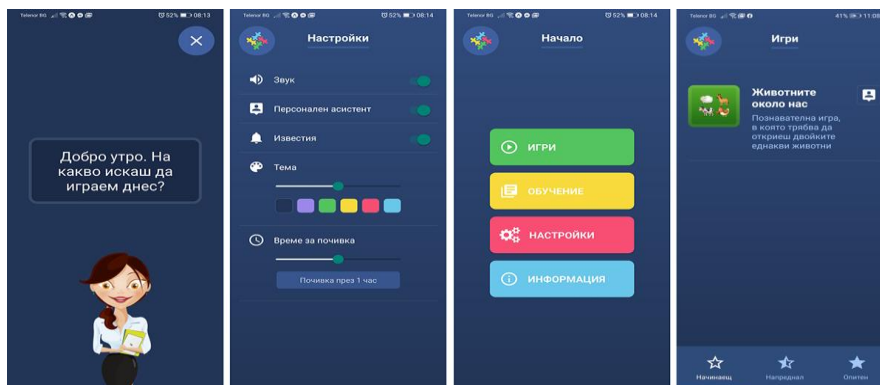 Telenor BG
52% 08:13
Добро утро. На
какво искаш да
играем днес?
Telenor BG
52% 08:14
Настройки
Звук
Персонален асистент
Известия
Тема
Време за почивка
Почивка през 1 час
Telenor BG
52% 08:14
Начало
ИГРИ
ОБУЧЕНИЕ
НАСТРОЙКИ
ИНФОРМАЦИЯ
Telenor BG
41% 11:08
Игри
Животните
около нас
Познавателна игра,
в която трябва да
откриеш двойките
еднакви животни
Начинаещ
Напреднал
Опитен